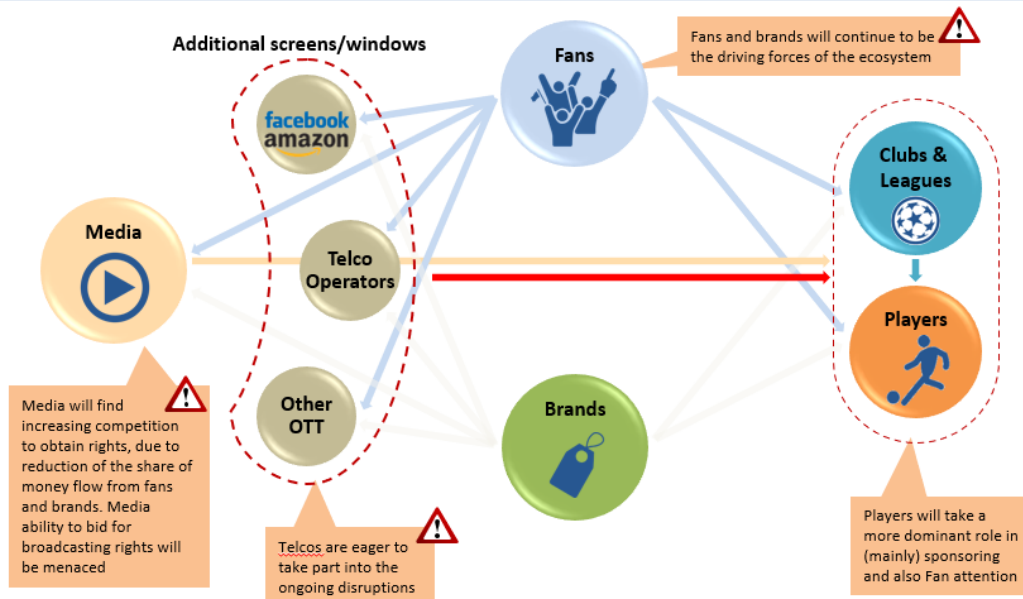 Additional screens/windows
Fans
Fans and brands will continue to be
the driving forces of the ecosystem
facebook
amazon
Clubs &
Leagues
Media
Telco
Operators
Players
Other
OTT
Brands
Media will find
increasing competition
to obtain rights, due to
reduction of the share of
money flow from fans
and brands. Media
ability to bid for
broadcasting rights will
be menaced
Telcos are eager to
take part into the
ongoing disruptions
Players will take a
more dominant role in
(mainly) sponsoring
and also Fan attention